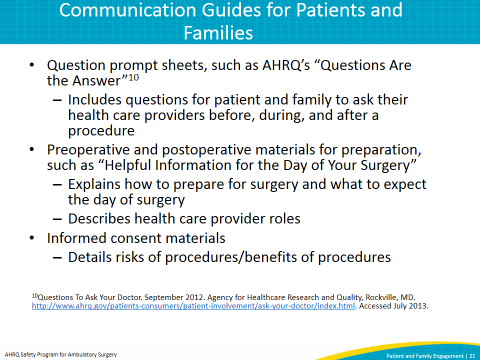 Communication Guides for Patients and
Families
• Question prompt sheets, such as AHRQ's "Questions Are
the Answer"10
– Includes questions for patient and family to ask their
health care providers before, during, and after a
procedure
• Preoperative and postoperative materials for preparation,
such as "Helpful Information for the Day of Your Surgery"
– Explains how to prepare for surgery and what to expect
the day of surgery
– Describes health care provider roles
• Informed consent materials
– Details risks of procedures/benefits of procedures
10Questions To Ask Your Doctor. September 2012. Agency for Healthcare Research and Quality, Rockville, MD.
http://www.ahrq.gov/patients-consumers/patient-involvement/ask-your-doctor/index.html. Accessed July 2013.
AHRQ Safety Program for Ambulatory Surgery
Patient and Family Engagement | 21